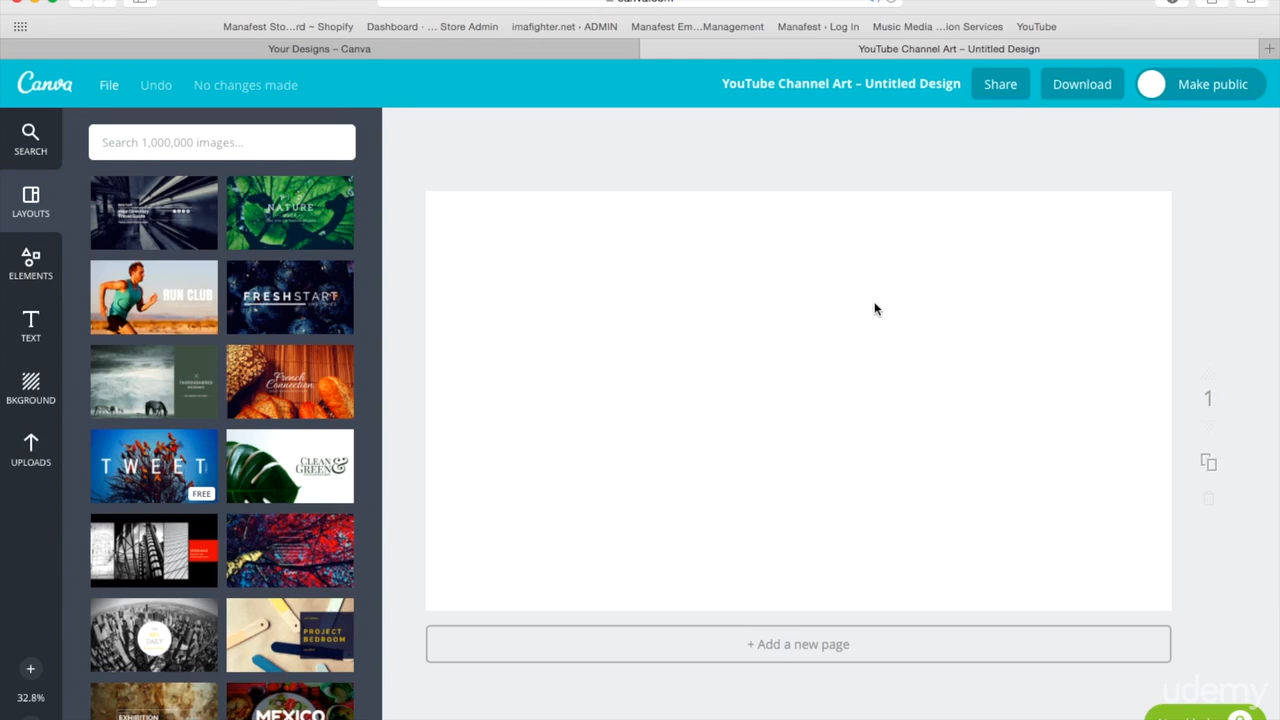 canva.com
Manafest Sto...rd ~ Shopify
Dashboard · ... Store Admin
imafighter.net › ADMIN
Manafest Em...Management
Manafest › Log In
Music Media ...ion Services
YouTube
Your Designs – Canva
YouTube Channel Art – Untitled Design
Canva
File
Undo
No changes made
YouTube Channel Art – Untitled Design
Share
Download
Make public
SEARCH
LAYOUTS
ELEMENTS
TEXT
BKGROUND
UPLOADS
32.8%
Search 1,000,000 images...
NATURE
RUN CLUB
FRESHSTART
French
Connection
TWEET
FREE
CLEAN
GREEN &
DAILY
PROJECT
BEDROOM
EXHIBITION
MEXICO
1
+ Add a new page
udemy